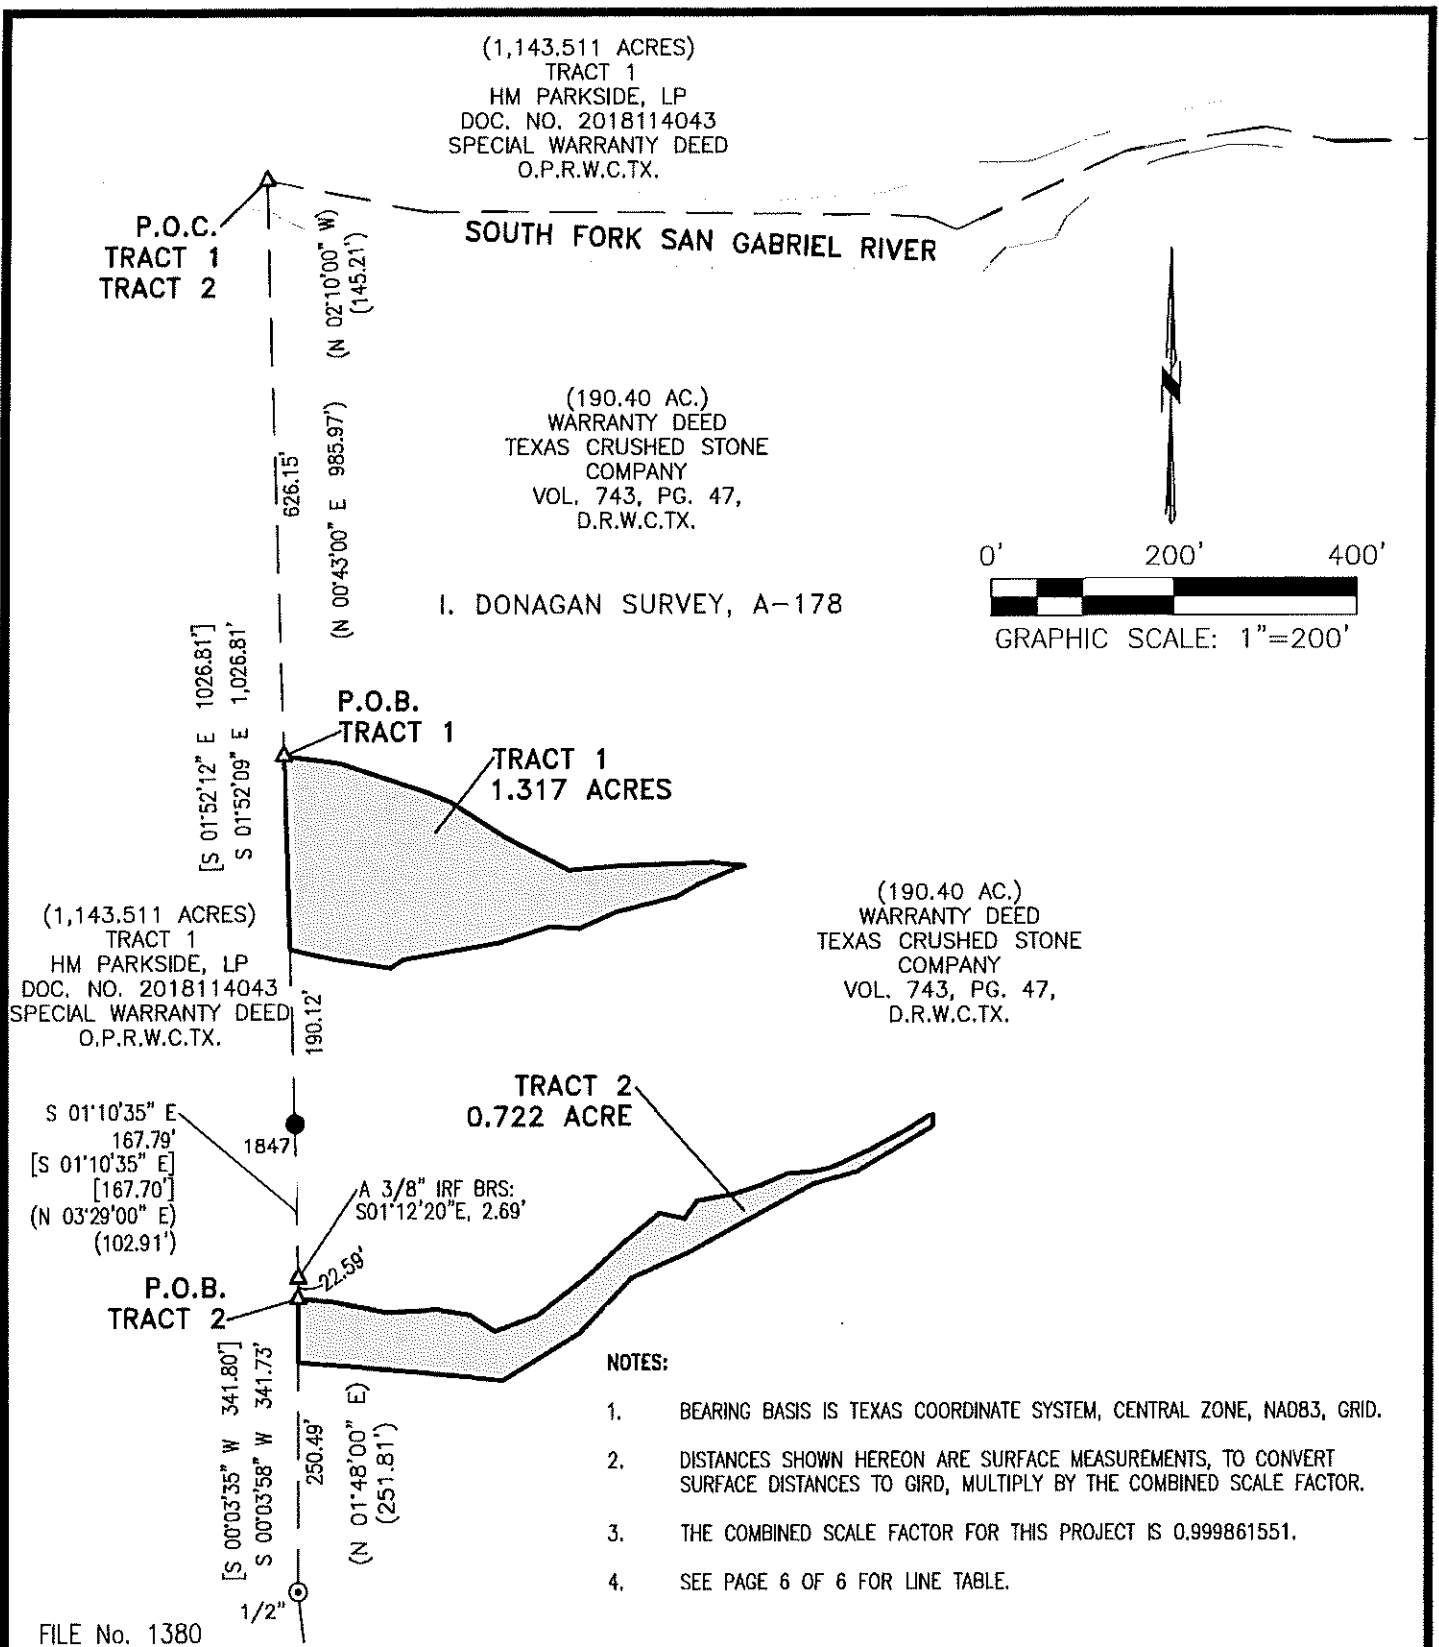 (1,143.511 ACRES)
TRACT 1
HM PARKSIDE, LP
DOC. NO. 2018114043
SPECIAL WARRANTY DEED
O.P.R.W.C.TX.
P.O.C.
TRACT 1
TRACT 2
SOUTH FORK SAN GABRIEL RIVER
(N 02°10'00" W)
(145.21')
(190.40 AC.)
WARRANTY DEED
TEXAS CRUSHED STONE
COMPANY
VOL. 743, PG. 47,
D.R.W.C.TX.
626.15'
(N 00°43'00" E 985.97')
0' 200' 400'
GRAPHIC SCALE: 1"=200'
I. DONAGAN SURVEY, A-178
[S 01°52'12" E 1026.81']
S 01°52'09" E 1,026.81'
P.O.B.
TRACT 1
TRACT 1
1.317 ACRES
(1,143.511 ACRES)
TRACT 1
HM PARKSIDE, LP
DOC. NO. 2018114043
SPECIAL WARRANTY DEED
O.P.R.W.C.TX.
190.12'
(190.40 AC.)
WARRANTY DEED
TEXAS CRUSHED STONE
COMPANY
VOL. 743, PG. 47,
D.R.W.C.TX.
TRACT 2
0.722 ACRE
S 01°10'35" E
167.79'
[S 01°10'35" E]
[167.70']
(N 03°29'00" E)
(102.91')
1847
A 3/8" IRF BRS:
S01°12'20"E, 2.69'
22.59'
P.O.B.
TRACT 2
[S 00°03'35" W 341.80']
S 00°03'58" W 341.73'
250.49'
(N 01°48'00" E)
(251.81')
1/2"
NOTES:
1. BEARING BASIS IS TEXAS COORDINATE SYSTEM, CENTRAL ZONE, NAD83, GRID.
2. DISTANCES SHOWN HEREON ARE SURFACE MEASUREMENTS, TO CONVERT
SURFACE DISTANCES TO GIRD, MULTIPLY BY THE COMBINED SCALE FACTOR.
3. THE COMBINED SCALE FACTOR FOR THIS PROJECT IS 0.999861551.
4. SEE PAGE 6 OF 6 FOR LINE TABLE.
FILE No. 1380